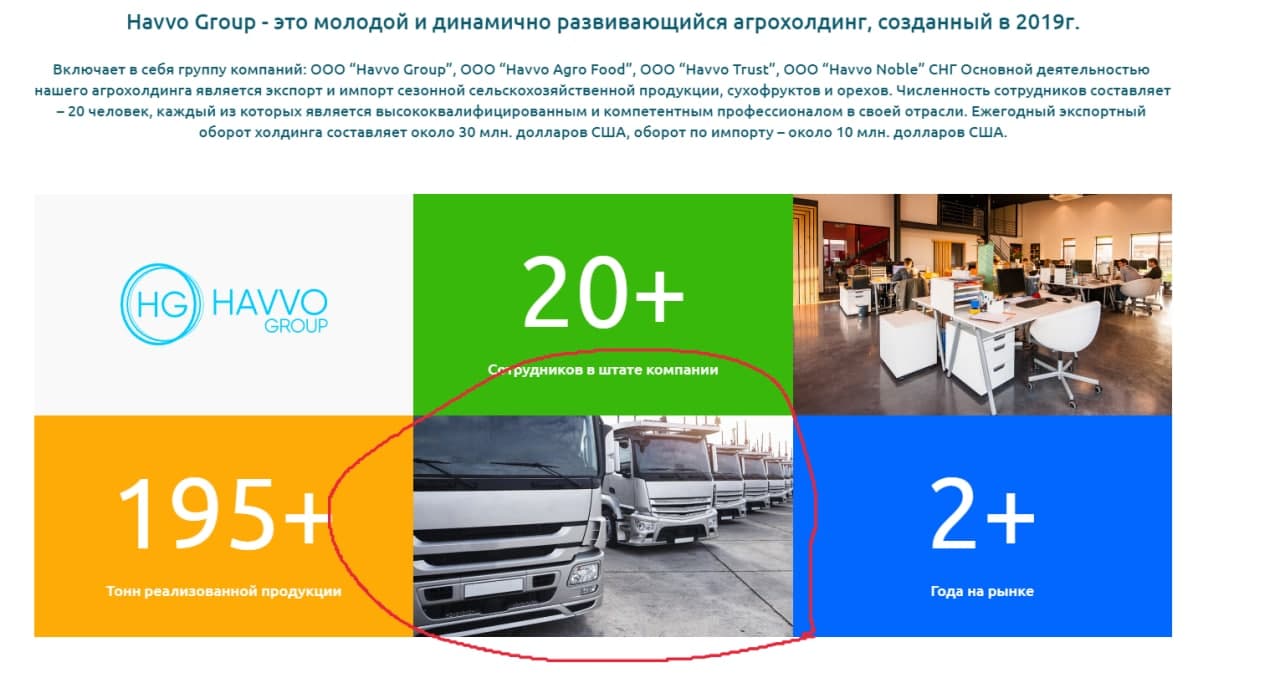 Havvo Group - это молодой и динамично развивающийся агрохолдинг, созданный в 2019г.
Включает в себя группу компаний: ООО “Havvo Group”, ООО “Havvo Agro Food”, ООО “Havvo Trust”, ООО “Havvo Noble” СНГ Основной деятельностью
нашего агрохолдинга является экспорт и импорт сезонной сельскохозяйственной продукции, сухофруктов и орехов. Численность сотрудников составляет
– 20 человек, каждый из которых является высококвалифицированным и компетентным профессионалом в своей отрасли. Ежегодный экспортный
оборот холдинга составляет около 30 млн. долларов США, оборот по импорту – около 10 млн. долларов США.
HG HAVVO
GROUP
20+
Сотрудников в штате компании
195+
Тонн реализованной продукции
2+
Года на рынке